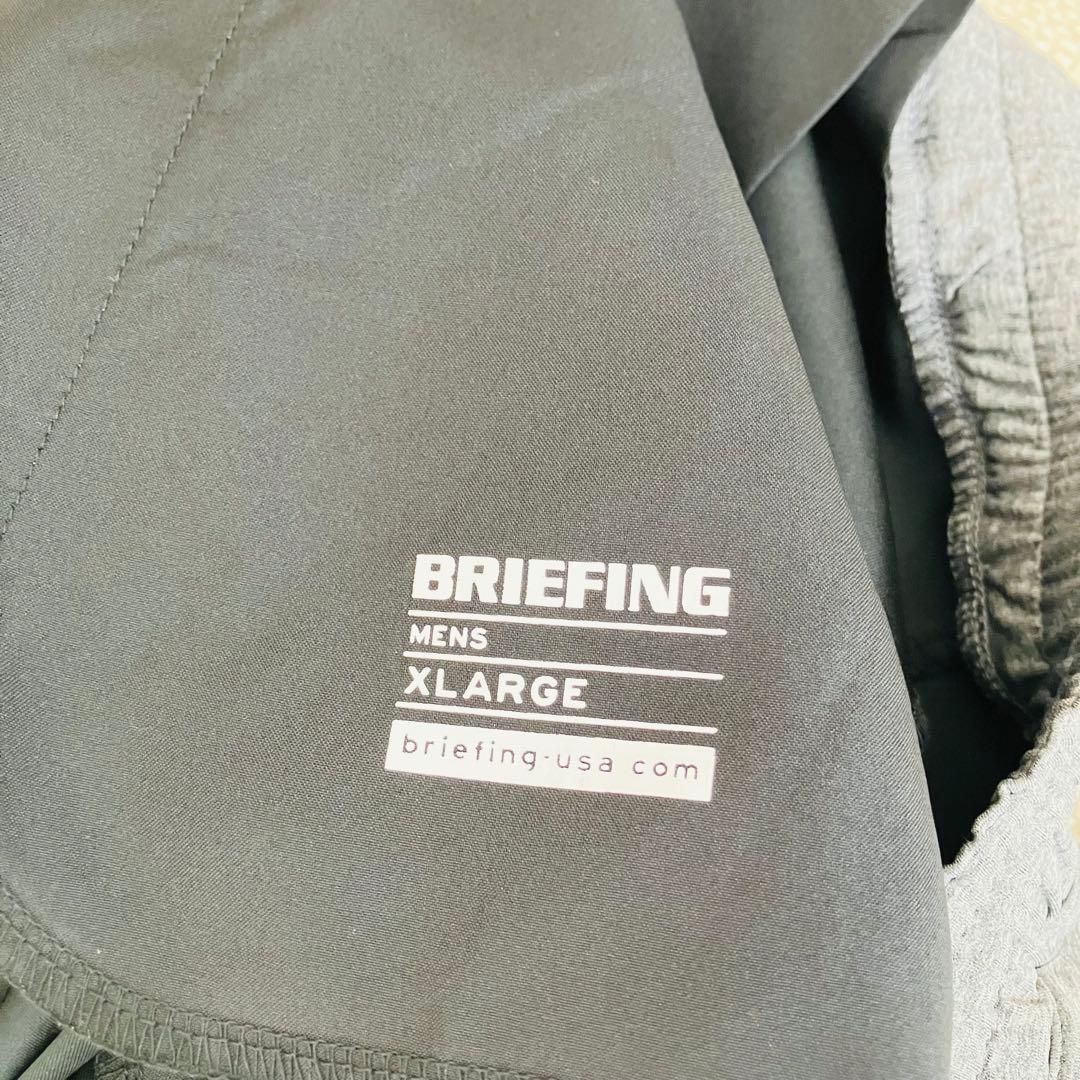 BRIEFING
MENS
XLARGE
briefing-usa com